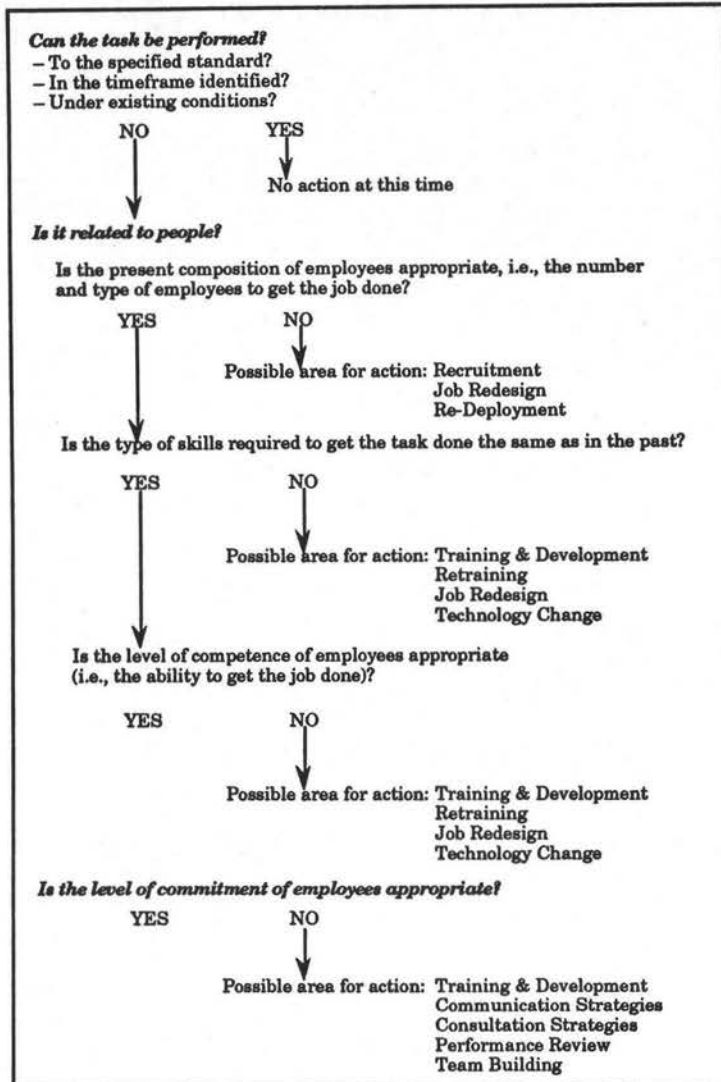 Can the task be performed?
– To the specified standard?
– In the timeframe identified?
– Under existing conditions?
NO YES
No action at this time
Is it related to people?
Is the present composition of employees appropriate, i.e., the number
and type of employees to get the job done?
YES NO
Possible area for action: Recruitment
Job Redesign
Re-Deployment
Is the type of skills required to get the task done the same as in the past?
YES NO
Possible area for action: Training & Development
Retraining
Job Redesign
Technology Change
Is the level of competence of employees appropriate
(i.e., the ability to get the job done)?
YES NO
Possible area for action: Training & Development
Retraining
Job Redesign
Technology Change
Is the level of commitment of employees appropriate?
YES NO
Possible area for action: Training & Development
Communication Strategies
Consultation Strategies
Performance Review
Team Building